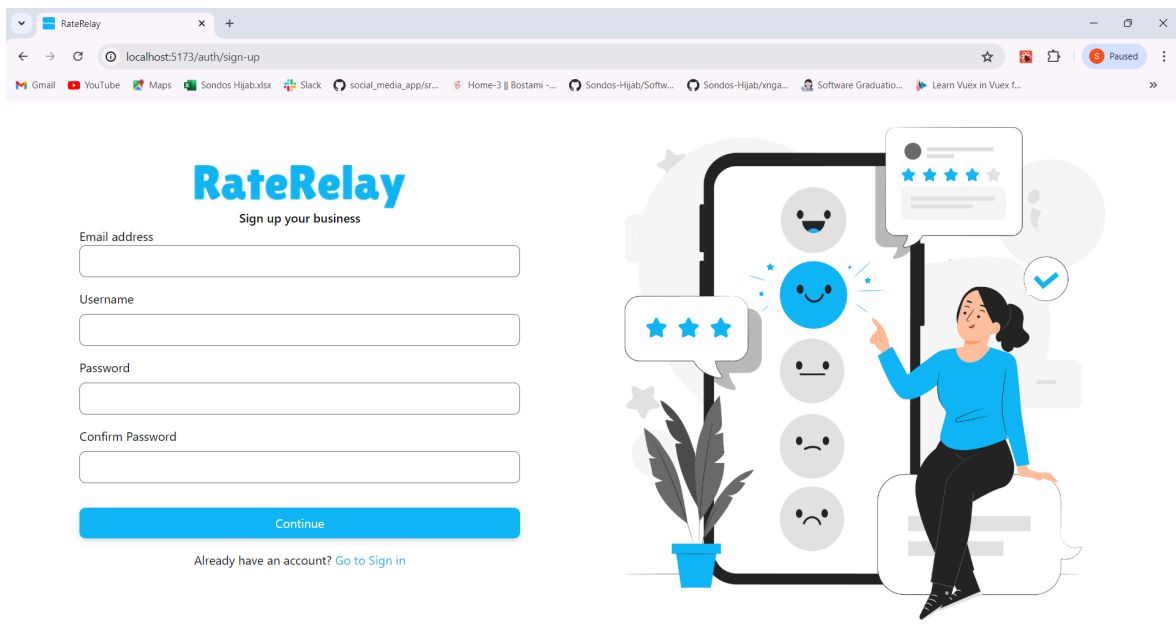 RateRelay
localhost:5173/auth/sign-up
S Paused
Gmail YouTube Maps Sondos Hijab.xlsx Slack social_media_app/sr... Home-3 || Bostami -... Sondos-Hijab/Softw... Sondos-Hijab/xnga... Software Graduatio... Learn Vuex in Vuex f...
RateRelay
Sign up your business
Email address
Username
Password
Confirm Password
Continue
Already have an account? Go to Sign in